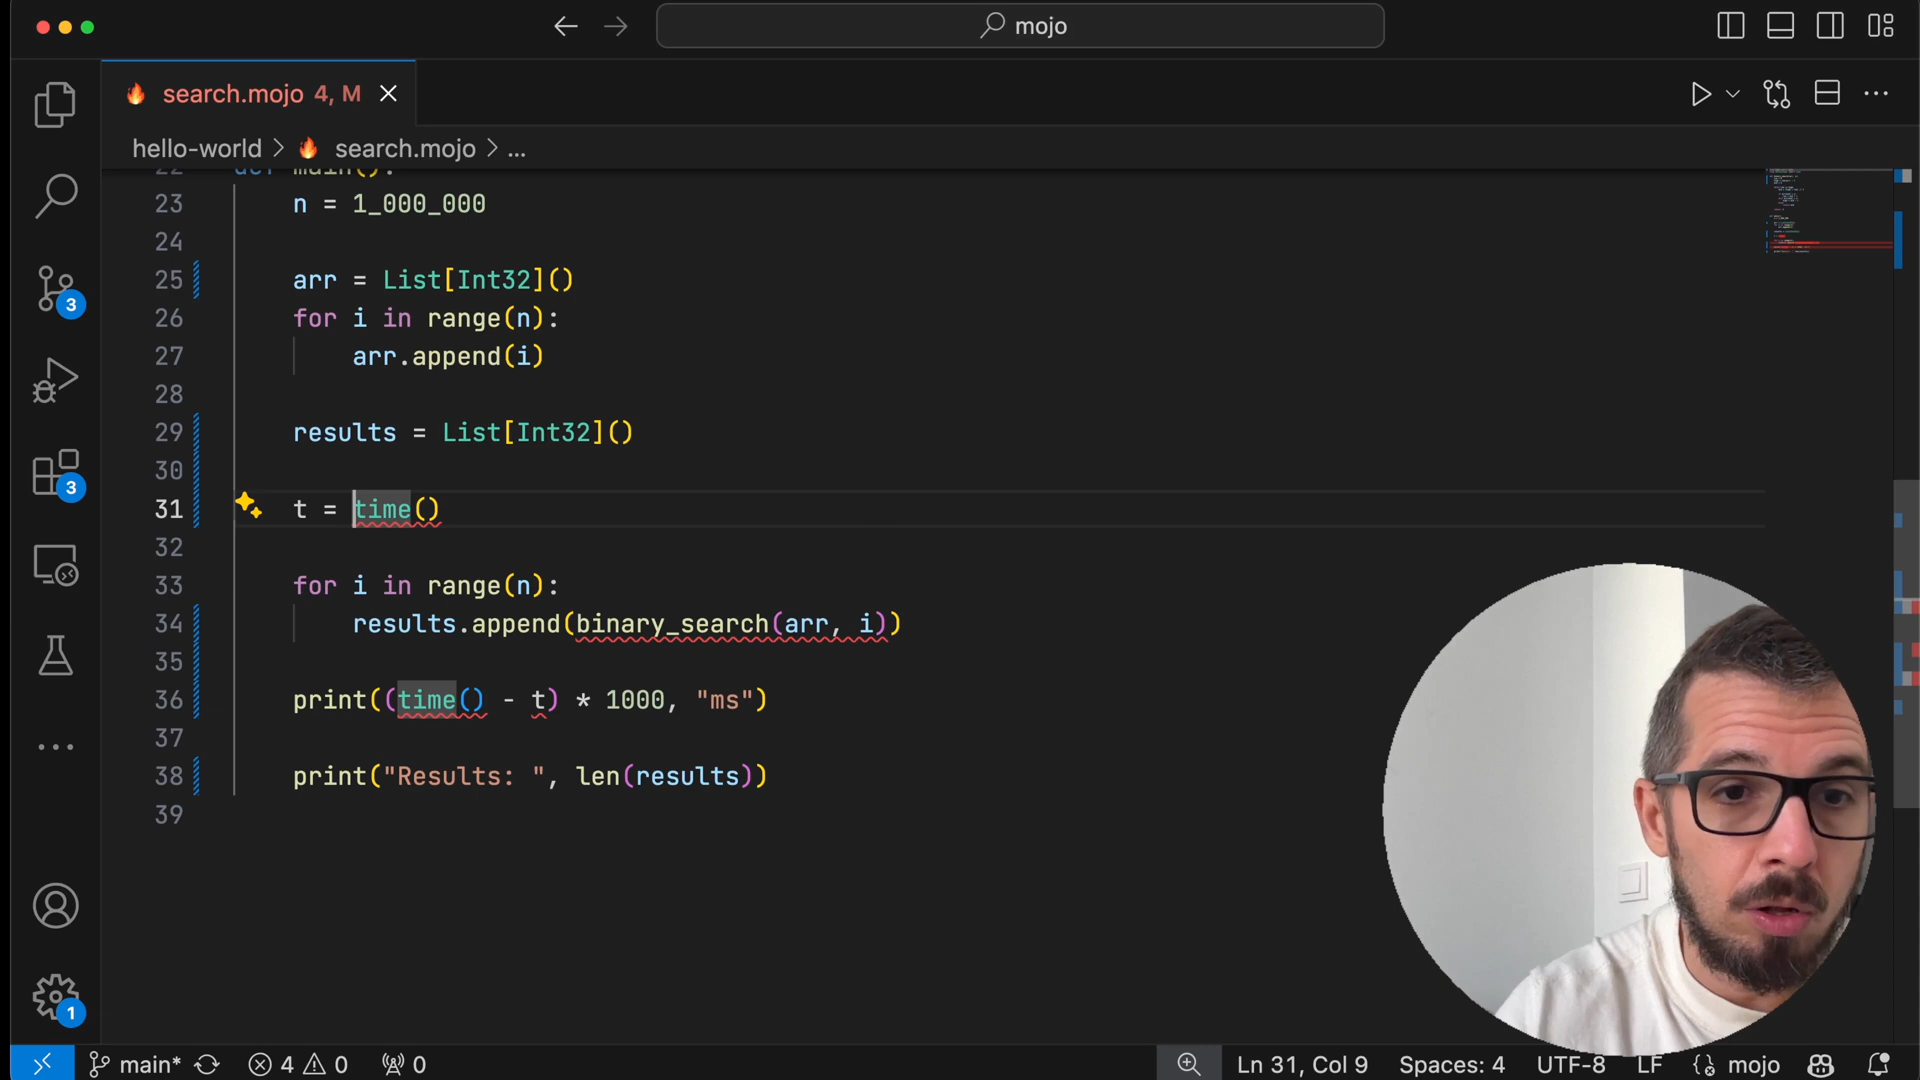 mojo
search.mojo 4, M
hello-world > search.mojo > ...
22 def main():
23 n = 1_000_000
24
25 arr = List[Int32]()
26 for i in range(n):
27 arr.append(i)
28
29 results = List[Int32]()
30
31 t = time()
32
33 for i in range(n):
34 results.append(binary_search(arr, i))
35
36 print((time() - t) * 1000, "ms")
37
38 print("Results: ", len(results))
39
3
3
1
main* 4 0 0 Ln 31, Col 9 Spaces: 4 UTF-8 LF mojo